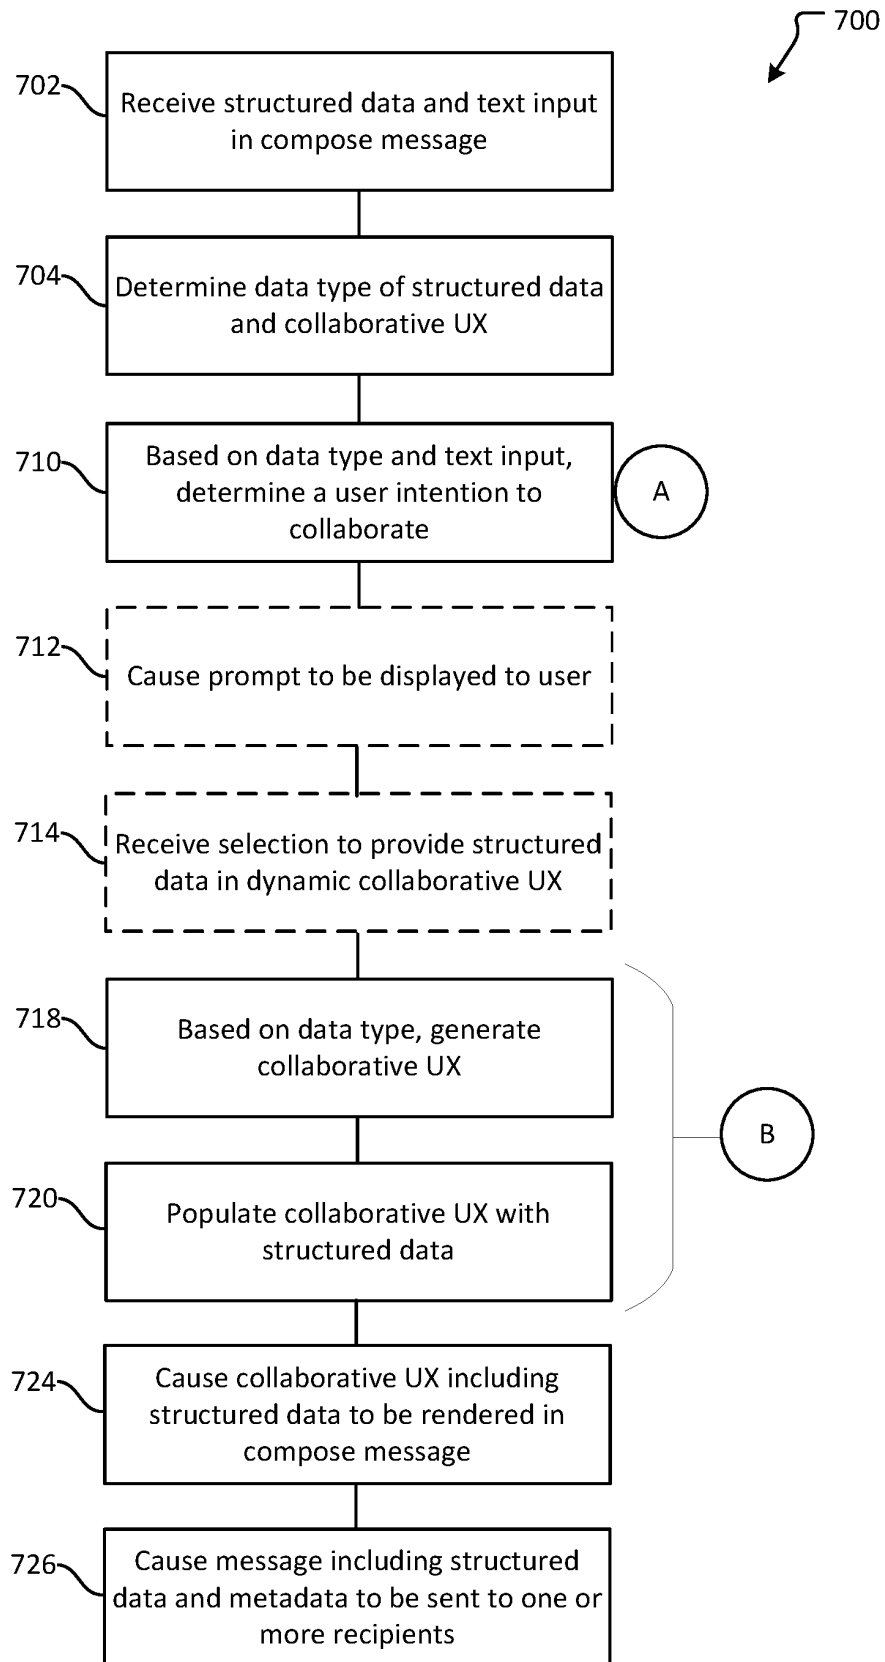 700
702
Receive structured data and text input
in compose message
704
Determine data type of structured data
and collaborative UX
710
Based on data type and text input,
determine a user intention to
collaborate
A
712
Cause prompt to be displayed to user
714
Receive selection to provide structured
data in dynamic collaborative UX
718
Based on data type, generate
collaborative UX
B
720
Populate collaborative UX with
structured data
724
Cause collaborative UX including
structured data to be rendered in
compose message
726
Cause message including structured
data and metadata to be sent to one or
more recipients